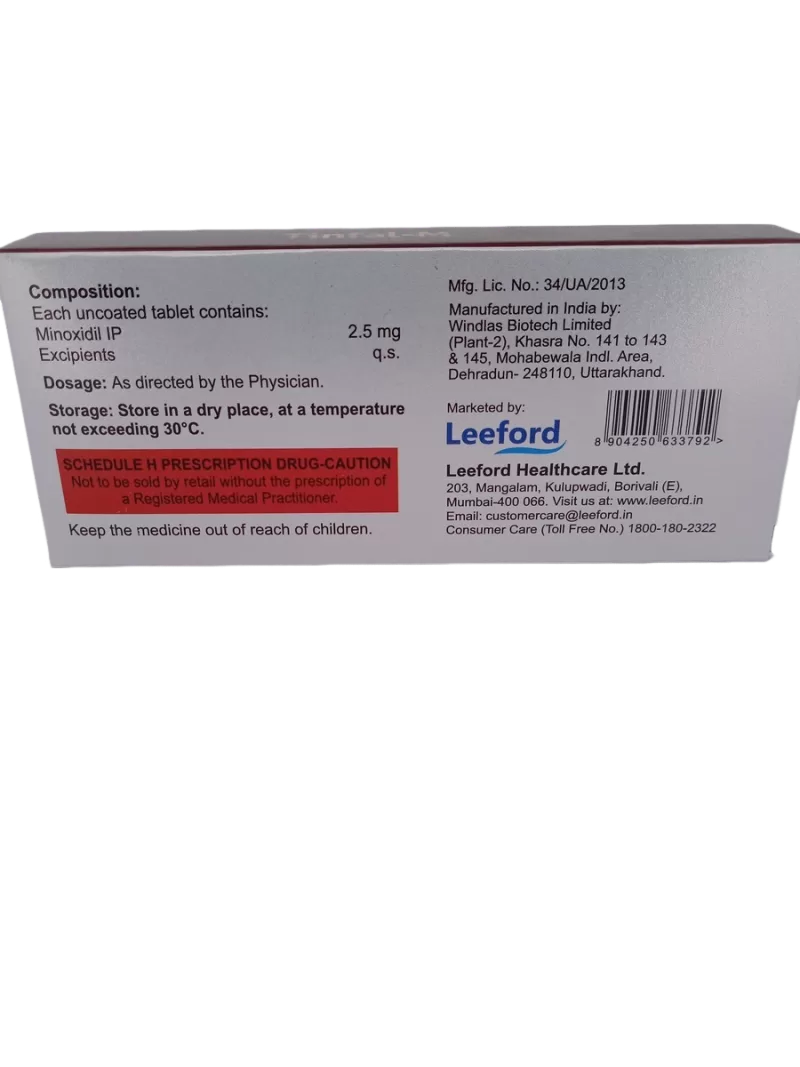 Composition:
Each uncoated tablet contains:
Minoxidil IP 2.5 mg
Excipients q.s.
Dosage: As directed by the Physician.
Storage: Store in a dry place, at a temperature
not exceeding 30°C.
SCHEDULE H PRESCRIPTION DRUG-CAUTION
Not to be sold by retail without the prescription of
a Registered Medical Practitioner.
Keep the medicine out of reach of children.
Mfg. Lic. No.: 34/UA/2013
Manufactured in India by:
Windlas Biotech Limited
(Plant-2), Khasra No. 141 to 143
& 145, Mohabewala Indl. Area,
Dehradun- 248110, Uttarakhand.
Marketed by:
Leeford
8 904250 633792 >
Leeford Healthcare Ltd.
203, Mangalam, Kulupwadi, Borivali (E),
Mumbai-400 066. Visit us at: www.leeford.in
Email: customercare@leeford.in
Consumer Care (Toll Free No.) 1800-180-2322